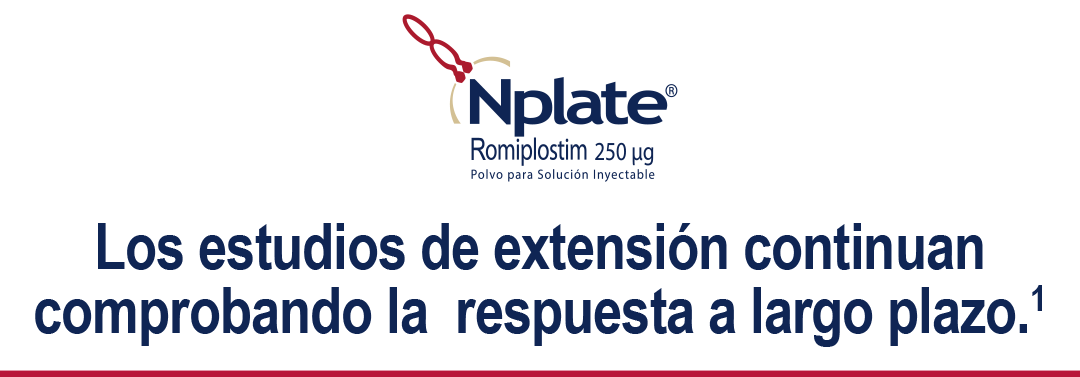 Nplate®
Romiplostim 250 µg
Polvo para Solución Inyectable
Los estudios de extensión continuan
comprobando la respuesta a largo plazo.1